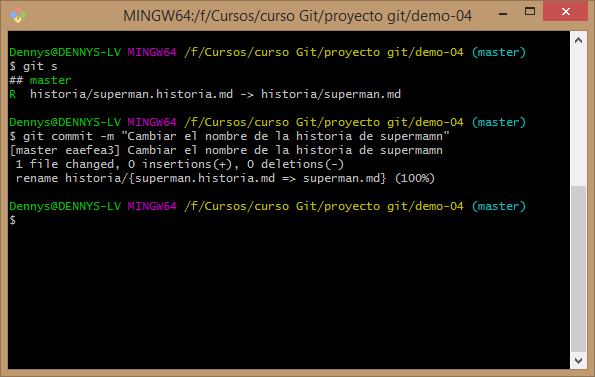 MINGW64:/f/Cursos/curso Git/proyecto git/demo-04
Dennys@DENNYS-LV MINGW64 /f/Cursos/curso Git/proyecto git/demo-04 (master)
$ git s
## master
R  historia/superman.historia.md -> historia/superman.md
Dennys@DENNYS-LV MINGW64 /f/Cursos/curso Git/proyecto git/demo-04 (master)
$ git commit -m "Cambiar el nombre de la historia de supermamn"
[master eaefea3] Cambiar el nombre de la historia de supermamn
 1 file changed, 0 insertions(+), 0 deletions(-)
 rename historia/{superman.historia.md => superman.md} (100%)
Dennys@DENNYS-LV MINGW64 /f/Cursos/curso Git/proyecto git/demo-04 (master)
$